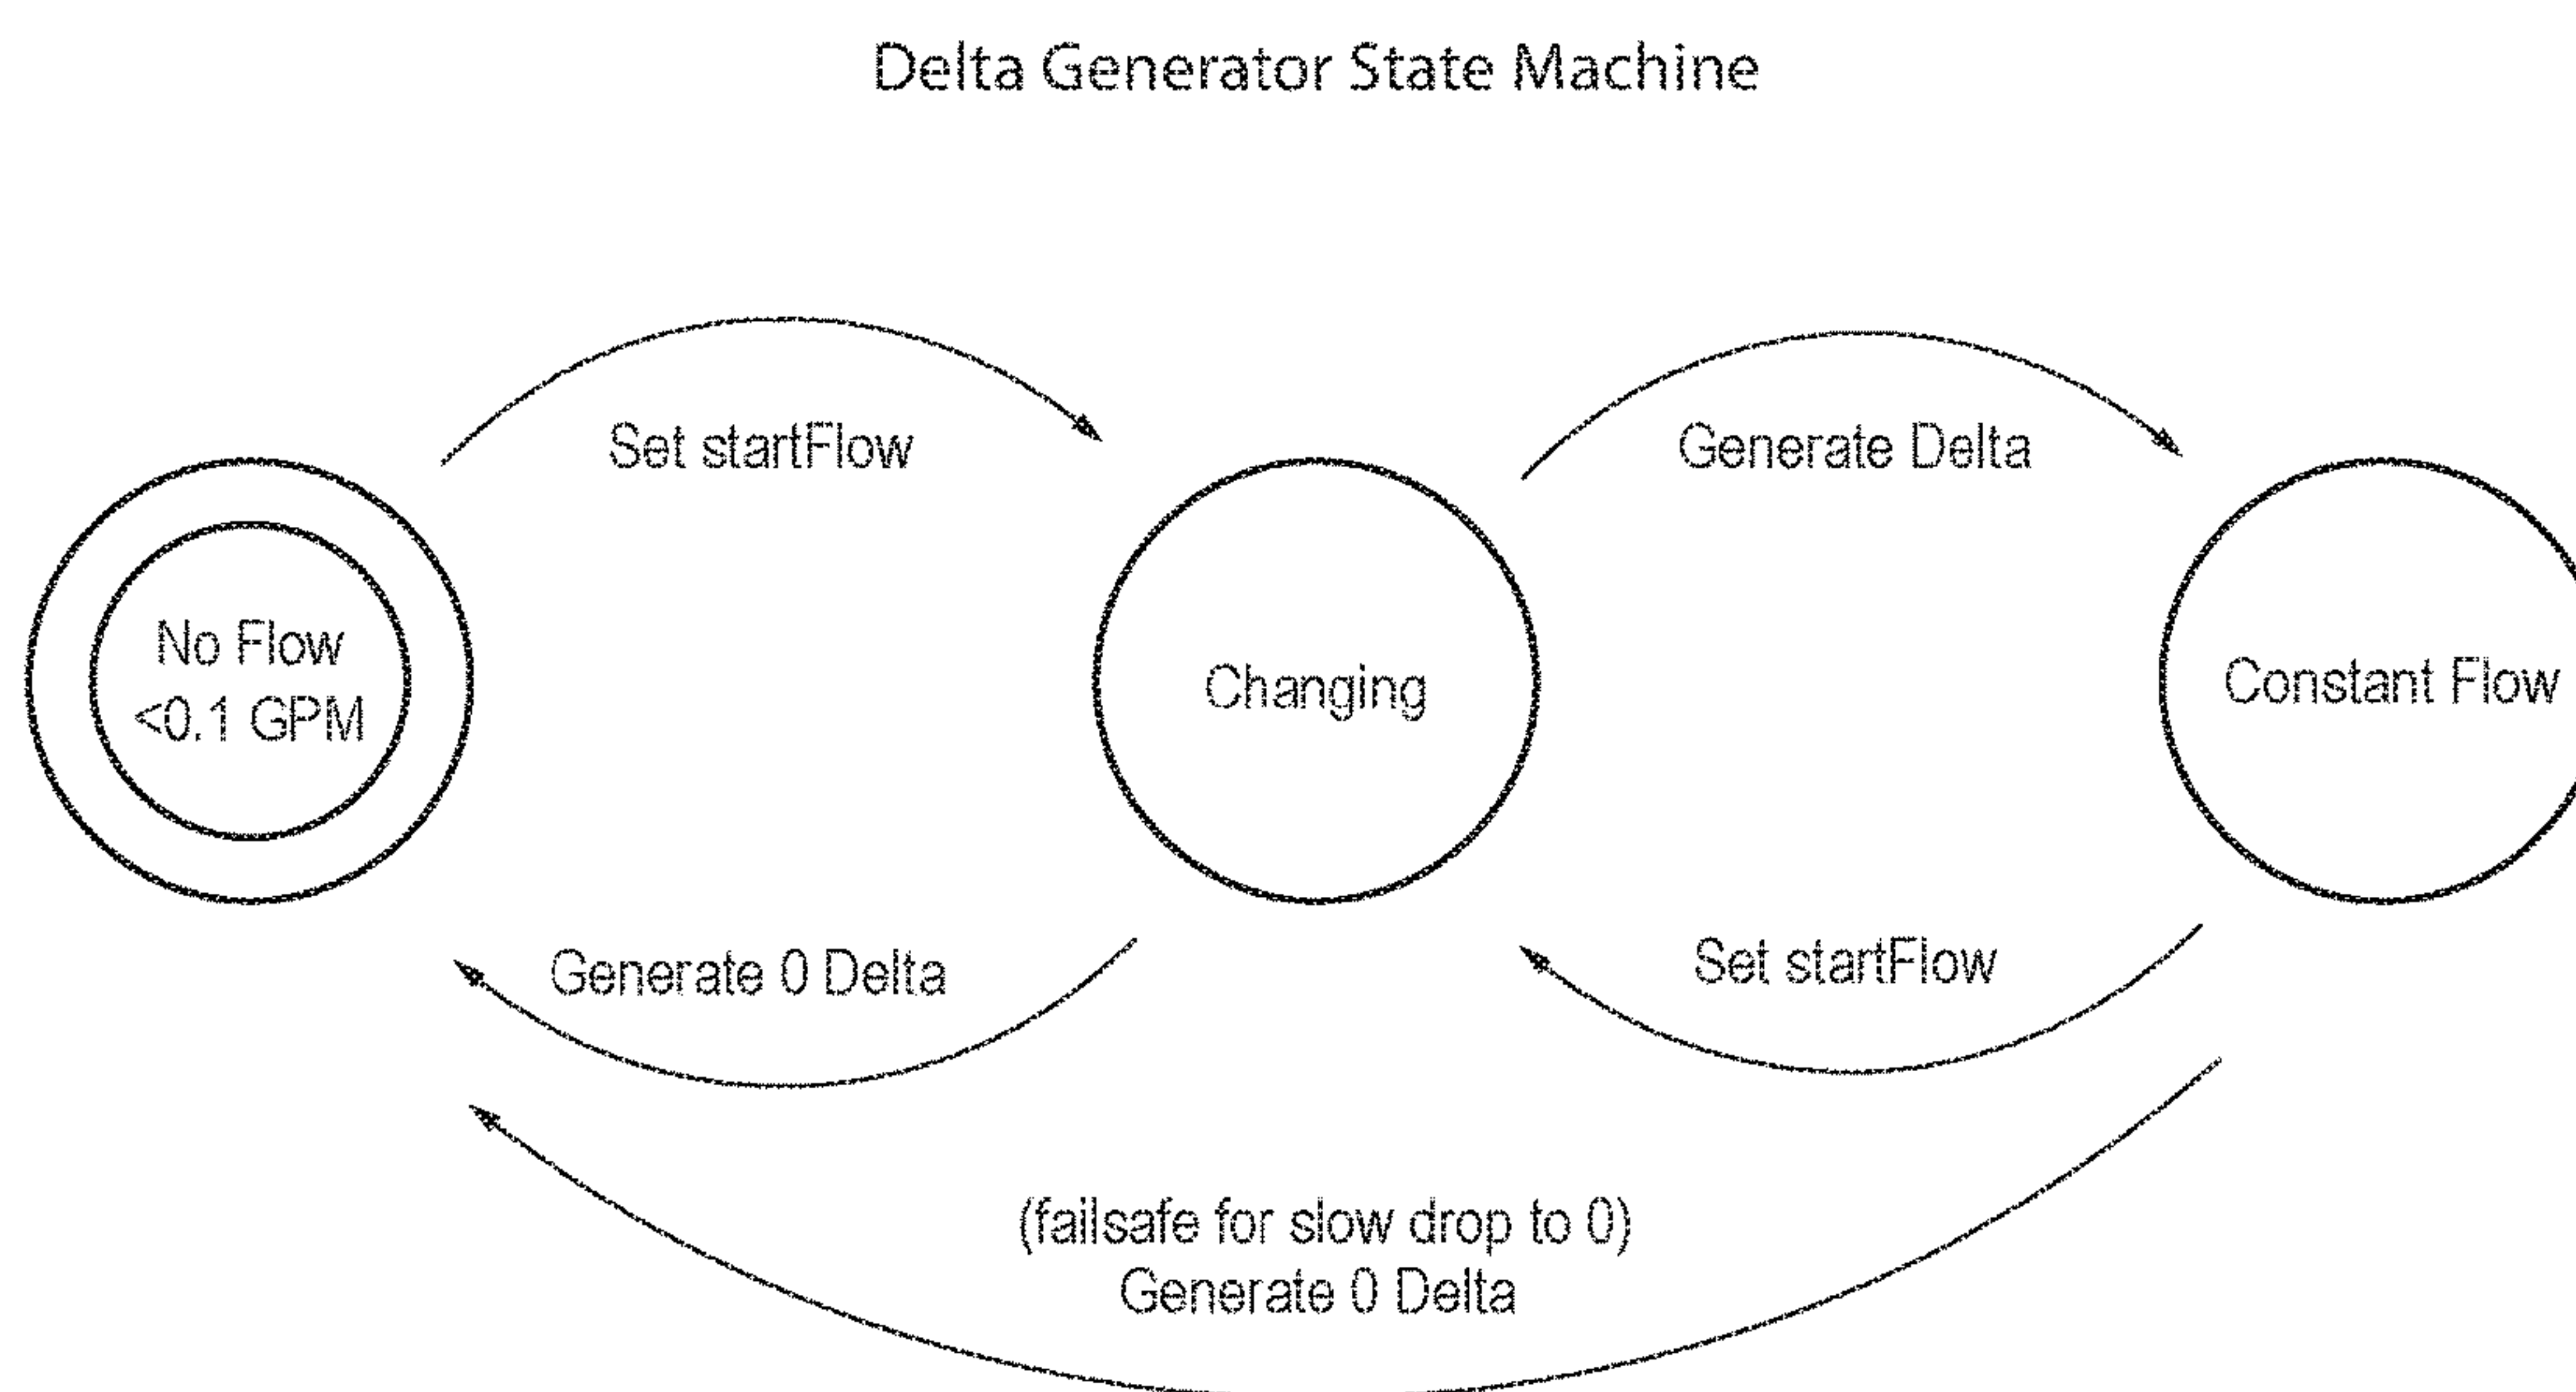 Delta Generator State Machine
Set startFlow
Generate Delta
No Flow
<0.1 GPM
Changing
Constant Flow
Generate 0 Delta
Set startFlow
(failsafe for slow drop to 0)
Generate 0 Delta